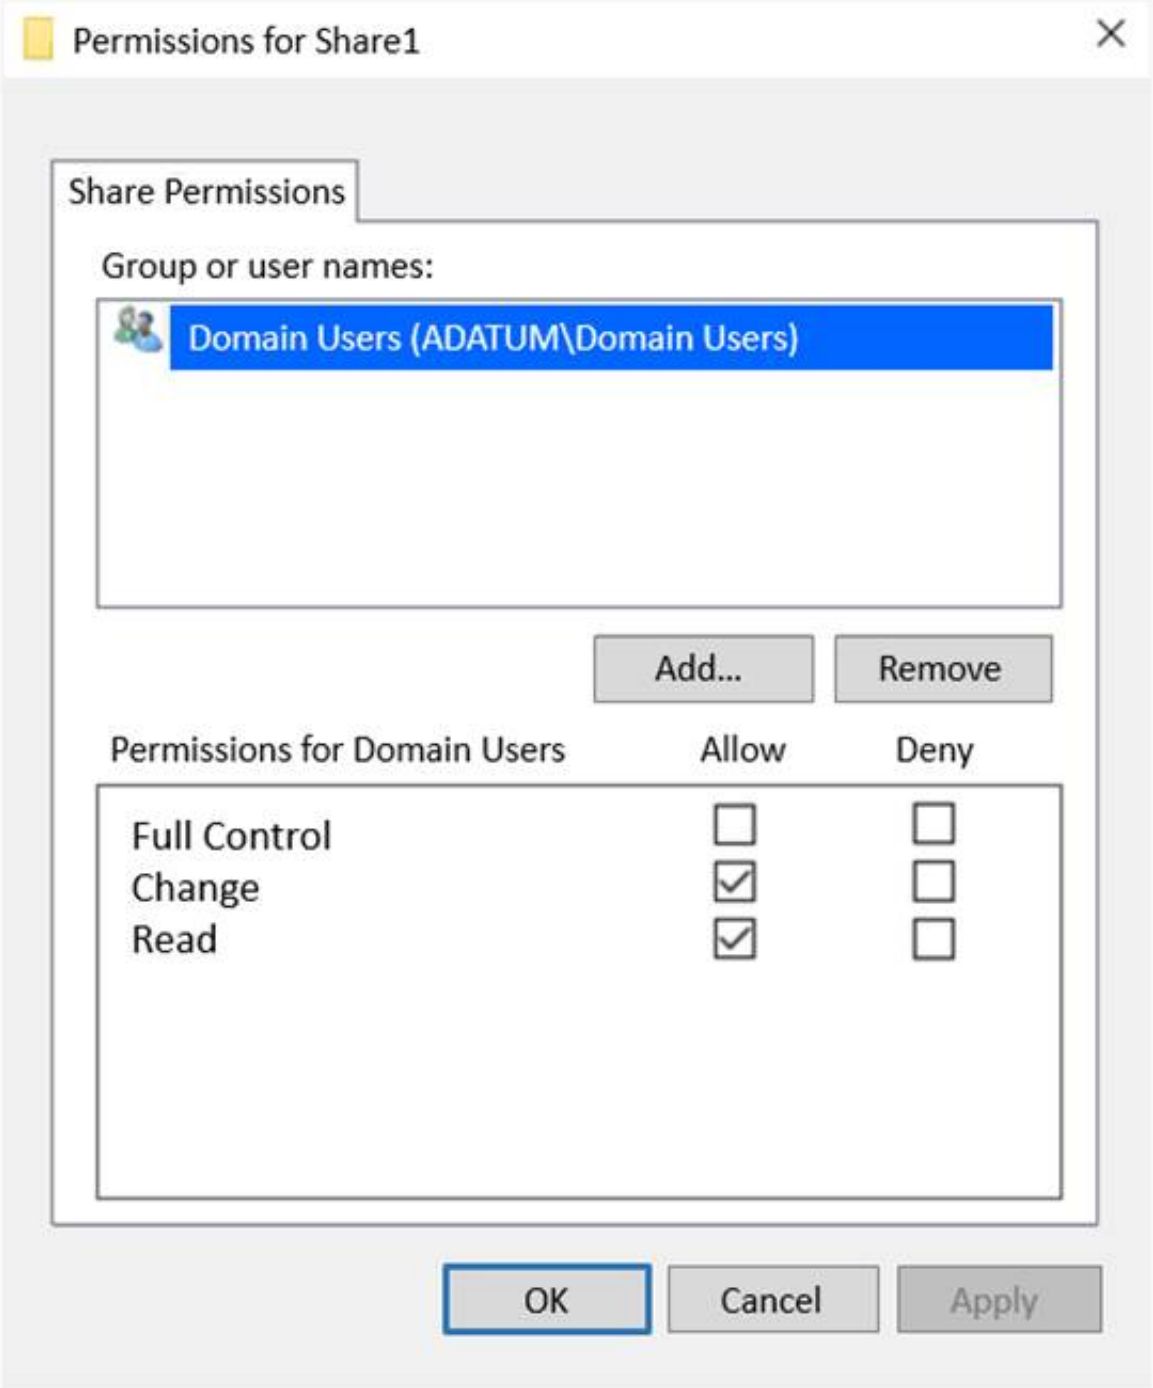 Permissions for Share1
Share Permissions
Group or user names:
Domain Users (ADATUM\Domain Users)
Add...
Remove
Permissions for Domain Users
Allow
Deny
Full Control
Change
Read
OK
Cancel
Apply